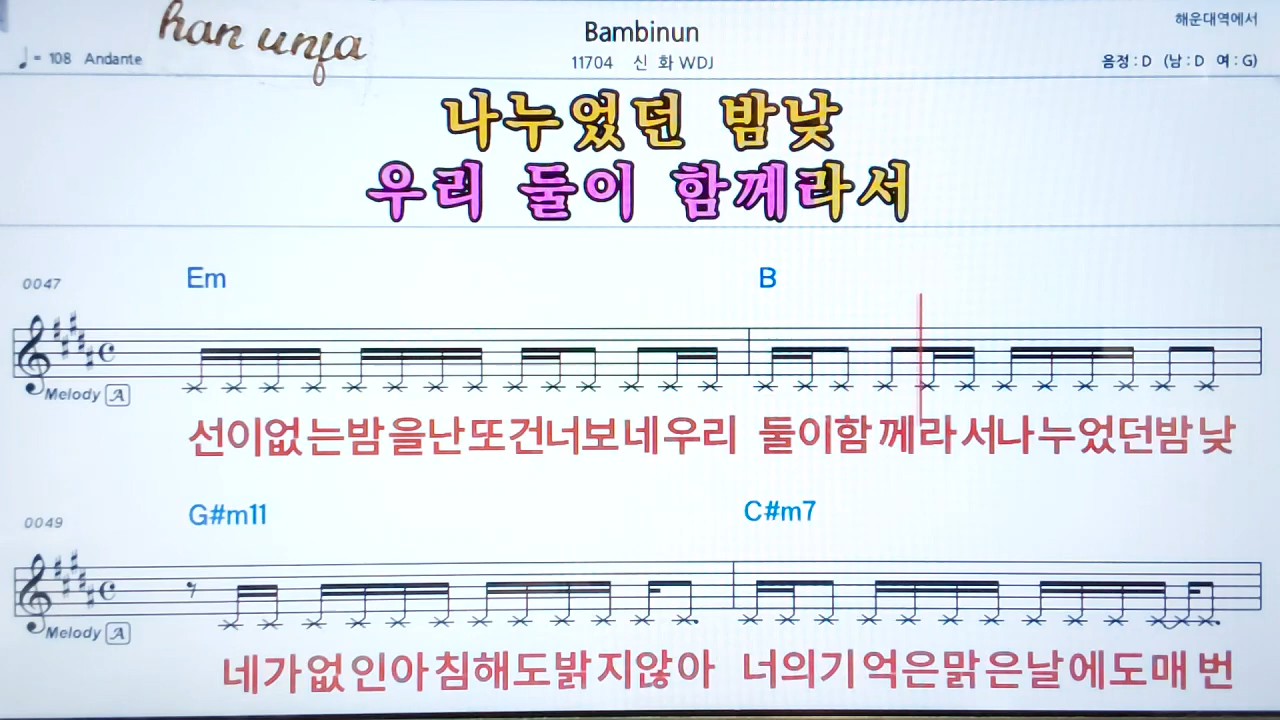 han unja
Bambinun
해운대역에서
♩= 108 Andante
11704 신 화 WDJ
음정 : D (남 : D 여 : G)
나누었던 밤낮
우리 둘이 함께라서
0047
Em B
Melody A
선이없는밤을난또건너보네우리 둘이함께라서나누었던밤낮
0049
G#m11 C#m7
Melody A
네가없인아침해도밝지않아 너의기억은맑은날에도매번